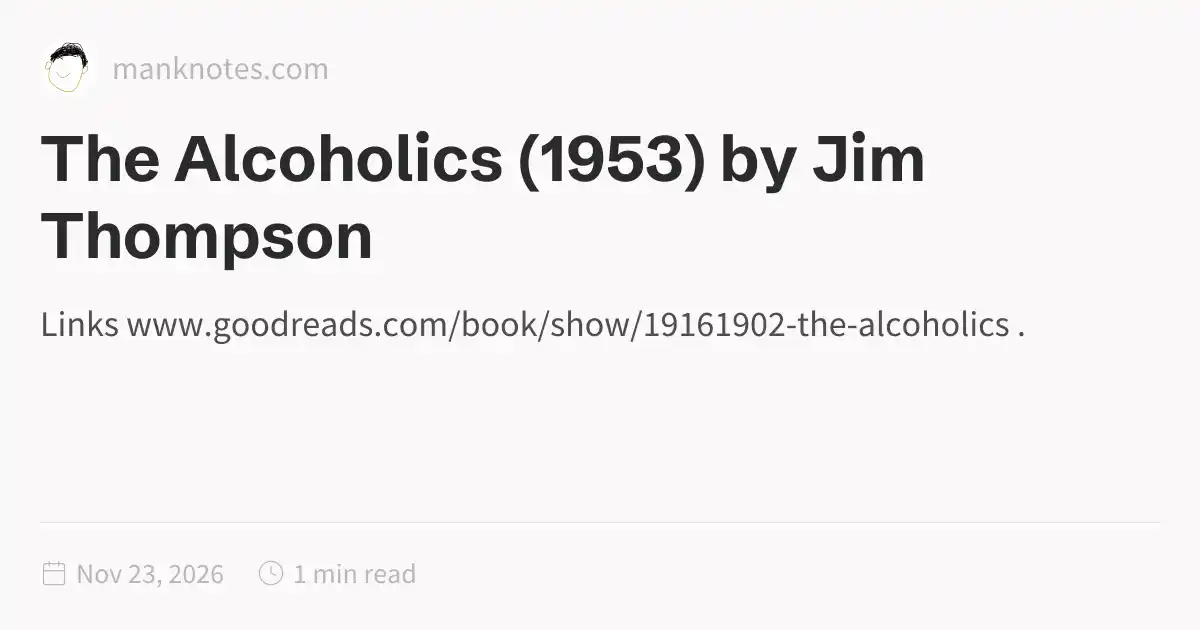 manknotes.com
The Alcoholics (1953) by Jim
Thompson
Links www.goodreads.com/book/show/19161902-the-alcoholics .
Nov 23, 2026 1 min read